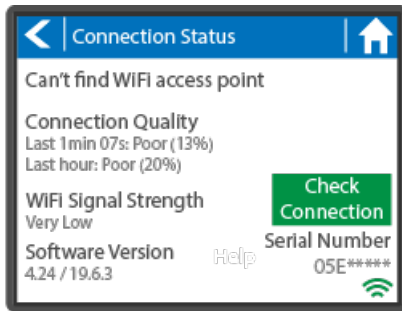 Connection Status
Can't find WiFi access point
Connection Quality
Last 1min 07s: Poor (13%)
Last hour: Poor (20%)
Check
Connection
WiFi Signal Strength
Very Low
Software Version
4.24 / 19.6.3
Help
Serial Number
05E*****